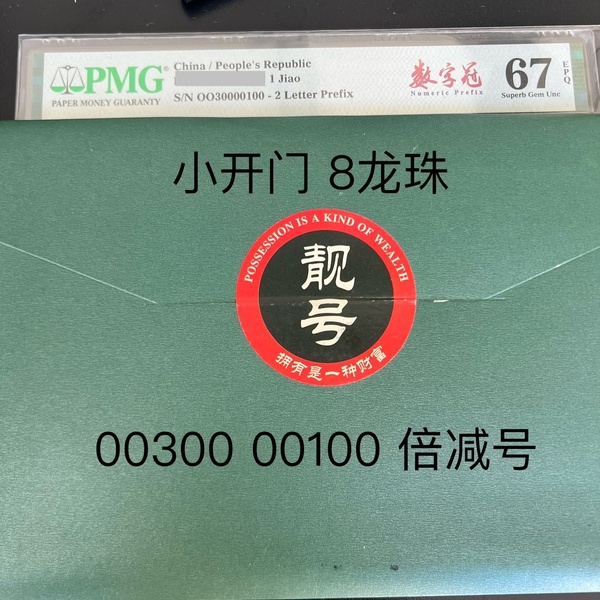 PMG
PAPER MONEY GUARANTY
China / People's Republic
1 Jiao
S/N OO30000100 - 2 Letter Prefix
数字冠
Numeric Prefix
67
EPQ
Superb Gem Unc
小开门 8龙珠
POSSESSION IS A KIND OF WEALTH
靓号
拥有是一种财富
00300 00100 倍减号